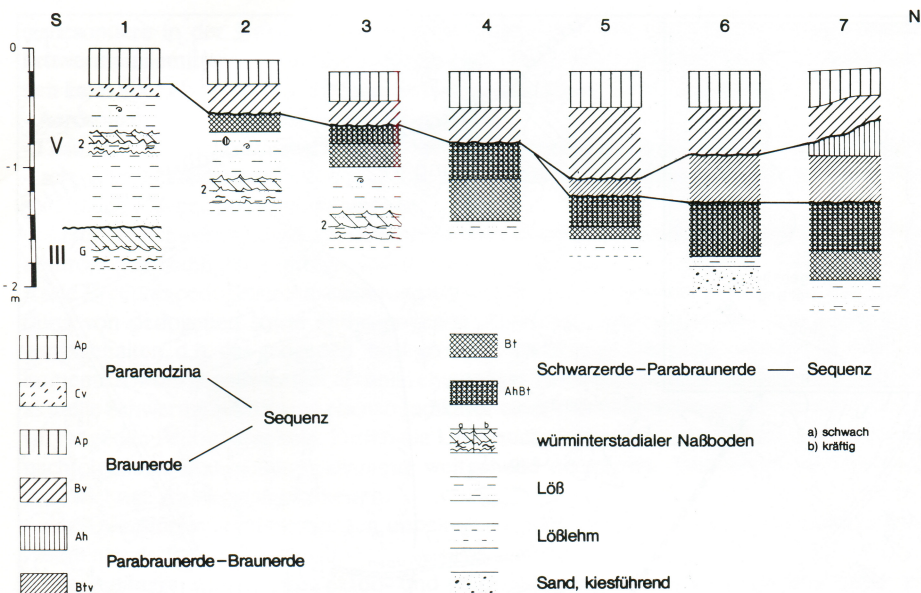 S 1 2 3 4 5 6 7 N
0
V
2
2
2
-1
G
III
-2
m
Ap
Pararendzina
Cv
Sequenz
Ap
Braunerde
Bv
Ah
Parabraunerde-Braunerde
Btv
Bt
Schwarzerde-Parabraunerde — Sequenz
AhBt
a b
würminterstadialer Naßboden
a) schwach
b) kräftig
Löß
Lößlehm
Sand, kiesführend